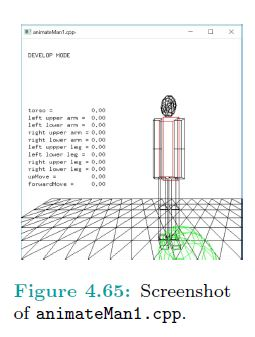 animateMan1.cpp
DEVELOP MODE
torso = 0.00
left upper arm = 0.00
left lower arm = 0.00
right upper arm = 0.00
right lower arm = 0.00
left uppper leg = 0.00
left lower leg = 0.00
right upper leg = 0.00
right lower leg = 0.00
upMove = 0.00
forwardMove = 0.00
Figure 4.65: Screenshot
of animateMan1.cpp.